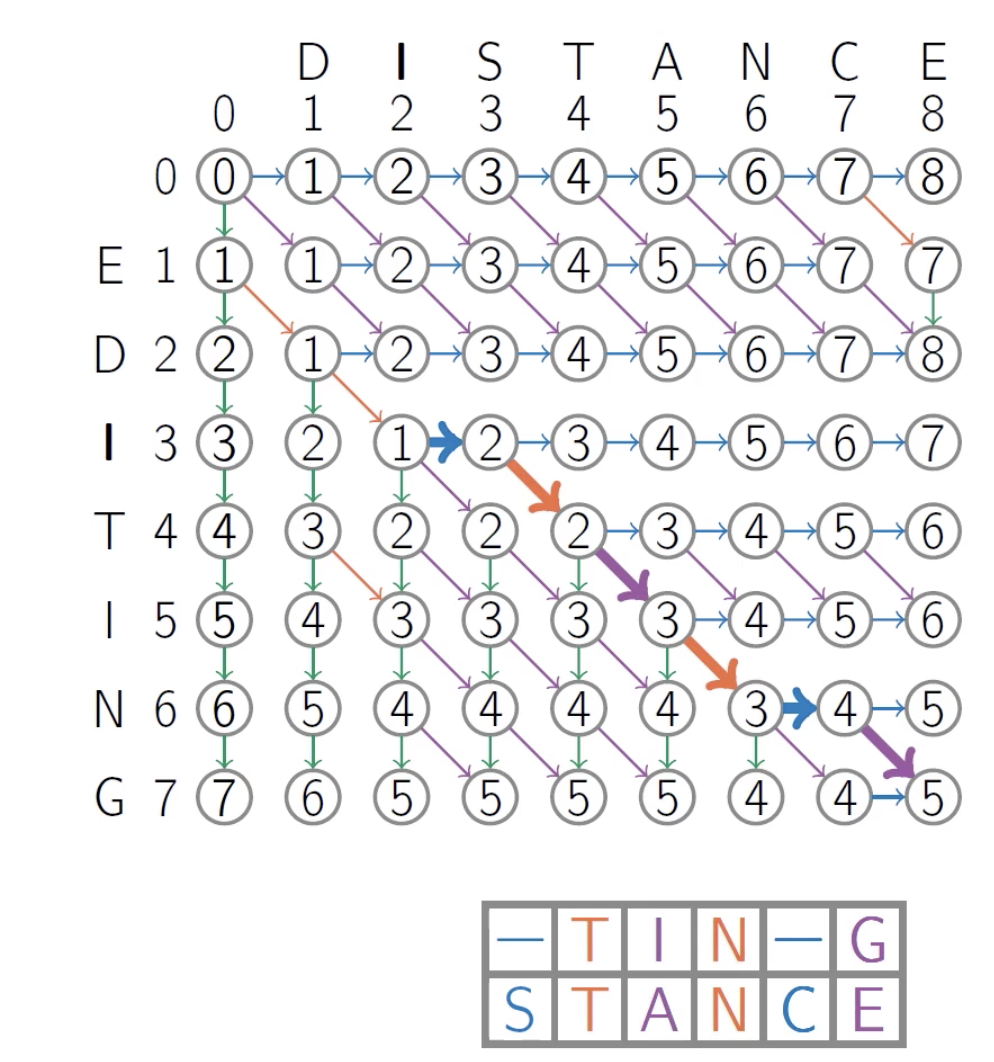 D I S T A N C E
0 1 2 3 4 5 6 7 8
0 0 1 2 3 4 5 6 7 8
E 1 1 1 2 3 4 5 6 7 7
D 2 2 1 2 3 4 5 6 7 8
I 3 3 2 1 2 3 4 5 6 7
T 4 4 3 2 2 2 3 4 5 6
I 5 5 4 3 3 3 3 4 5 6
N 6 6 5 4 4 4 4 3 4 5
G 7 7 6 5 5 5 5 4 4 5
— T I N — G
S T A N C E